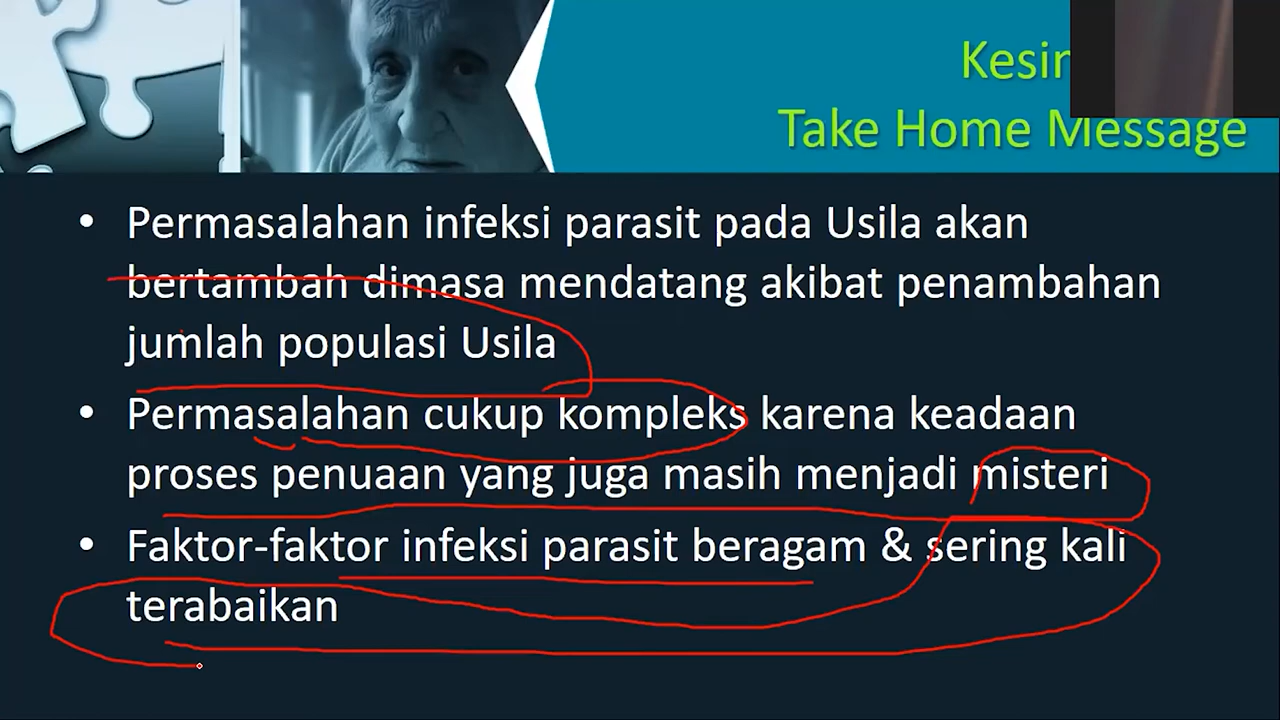 Take Home Message
• Permasalahan infeksi parasit pada Usila akan
bertambah dimasa mendatang akibat penambahan
jumlah populasi Usila
• Permasalahan cukup kompleks karena keadaan
proses penuaan yang juga masih menjadi misteri
• Faktor-faktor infeksi parasit beragam & sering kali
terabaikan